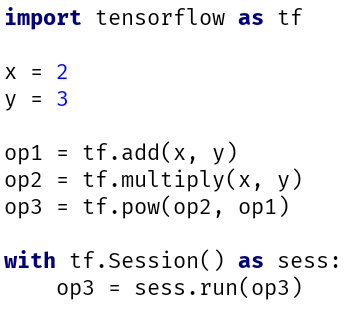 import tensorflow as tf
x = 2
y = 3
op1 = tf.add(x, y)
op2 = tf.multiply(x, y)
op3 = tf.pow(op2, op1)
with tf.Session() as sess:
    op3 = sess.run(op3)